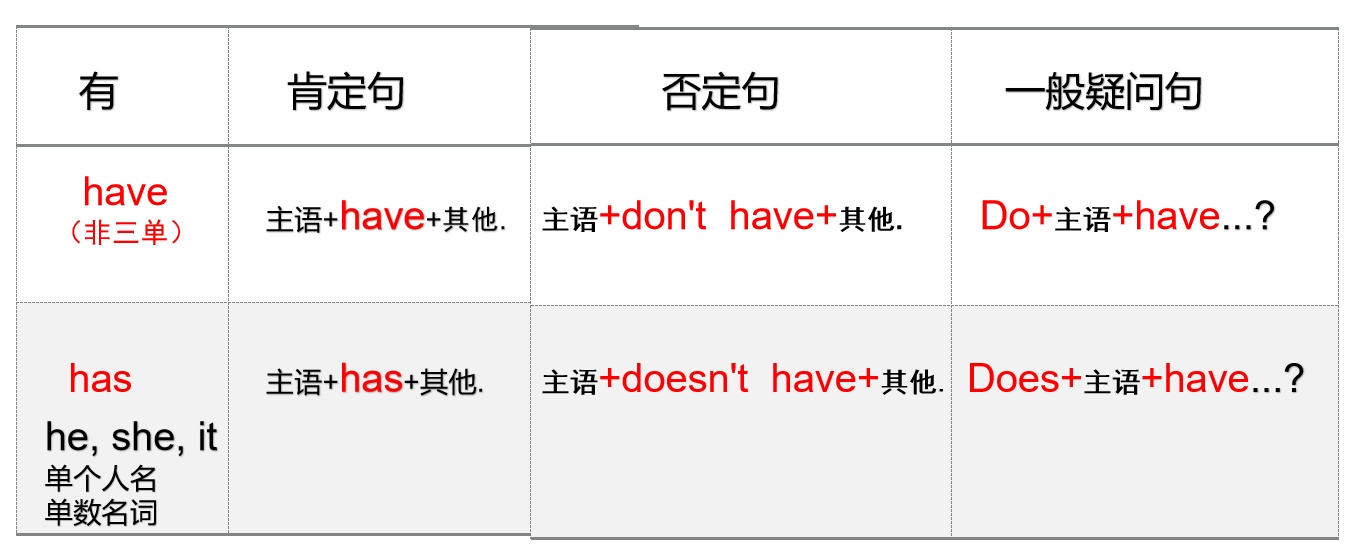 有 肯定句 否定句 一般疑问句
have
（非三单）
主语+have+其他.
主语+don't have+其他.
Do+主语+have...?
has
he, she, it
单个人名
单数名词
主语+has+其他.
主语+doesn't have+其他.
Does+主语+have...?